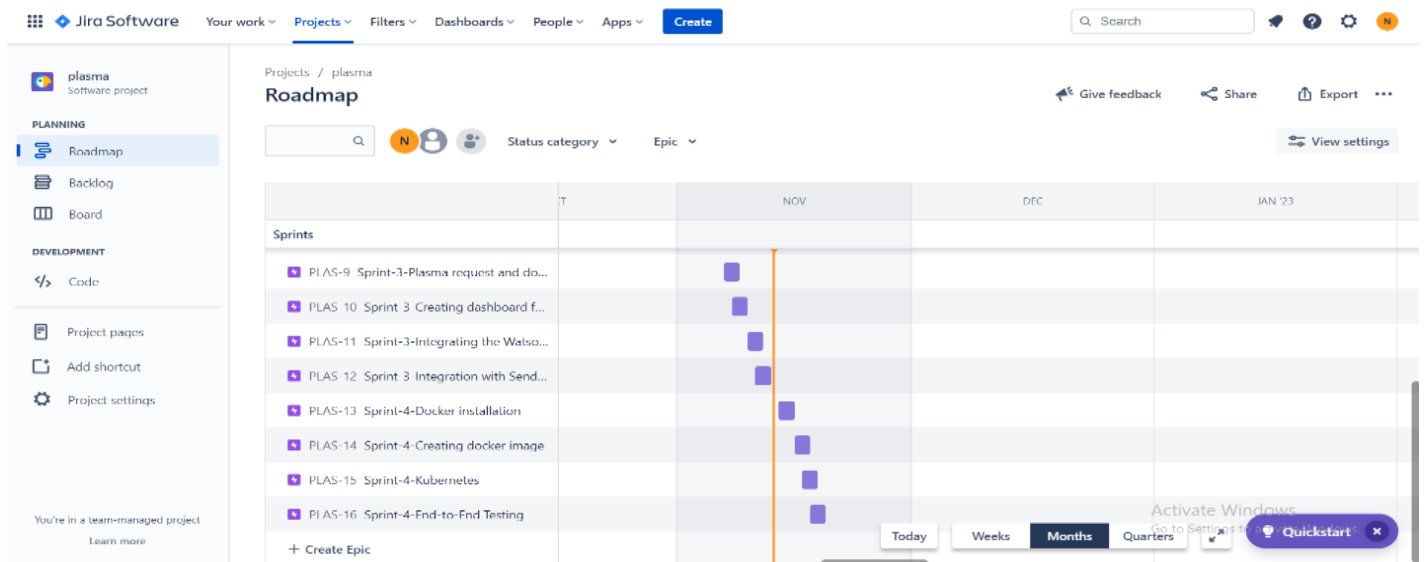 Jira Software Your work Projects Filters Dashboards People Apps Create Search N
plasma
Software project
PLANNING
Roadmap
Backlog
Board
DEVELOPMENT
Code
Project pages
Add shortcut
Project settings
You're in a team-managed project
Learn more
Projects / plasma
Roadmap
Give feedback Share Export
N Status category Epic View settings
NOV DEC JAN '23
Sprints
PLAS-9 Sprint-3-Plasma request and do...
PLAS-10 Sprint-3-Creating dashboard f...
PLAS-11 Sprint-3-Integrating the Watso...
PLAS-12 Sprint-3-Integration with Send...
PLAS-13 Sprint-4-Docker installation
PLAS-14 Sprint-4-Creating docker image
PLAS-15 Sprint-4-Kubernetes
PLAS-16 Sprint-4-End-to-End Testing
+ Create Epic
Today Weeks Months Quarters
Activate Windows
Go to Settings to activate Windows.
Quickstart